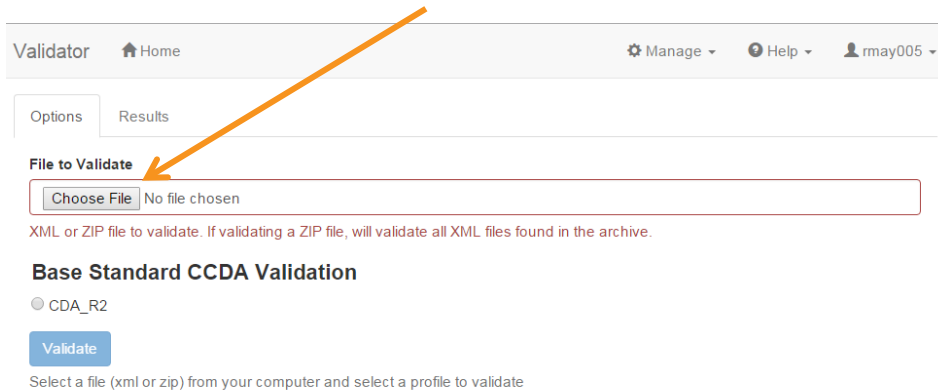 Validator Home Manage Help rmay005
Options Results
File to Validate
Choose File No file chosen
XML or ZIP file to validate. If validating a ZIP file, will validate all XML files found in the archive.
Base Standard CCDA Validation
CDA_R2
Validate
Select a file (xml or zip) from your computer and select a profile to validate